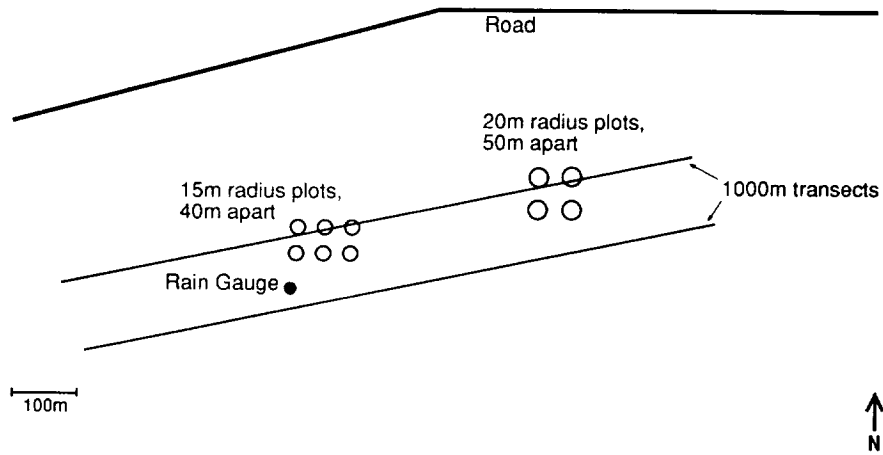 Road
20m radius plots,
50m apart
15m radius plots,
40m apart
1000m transects
Rain Gauge
100m
N